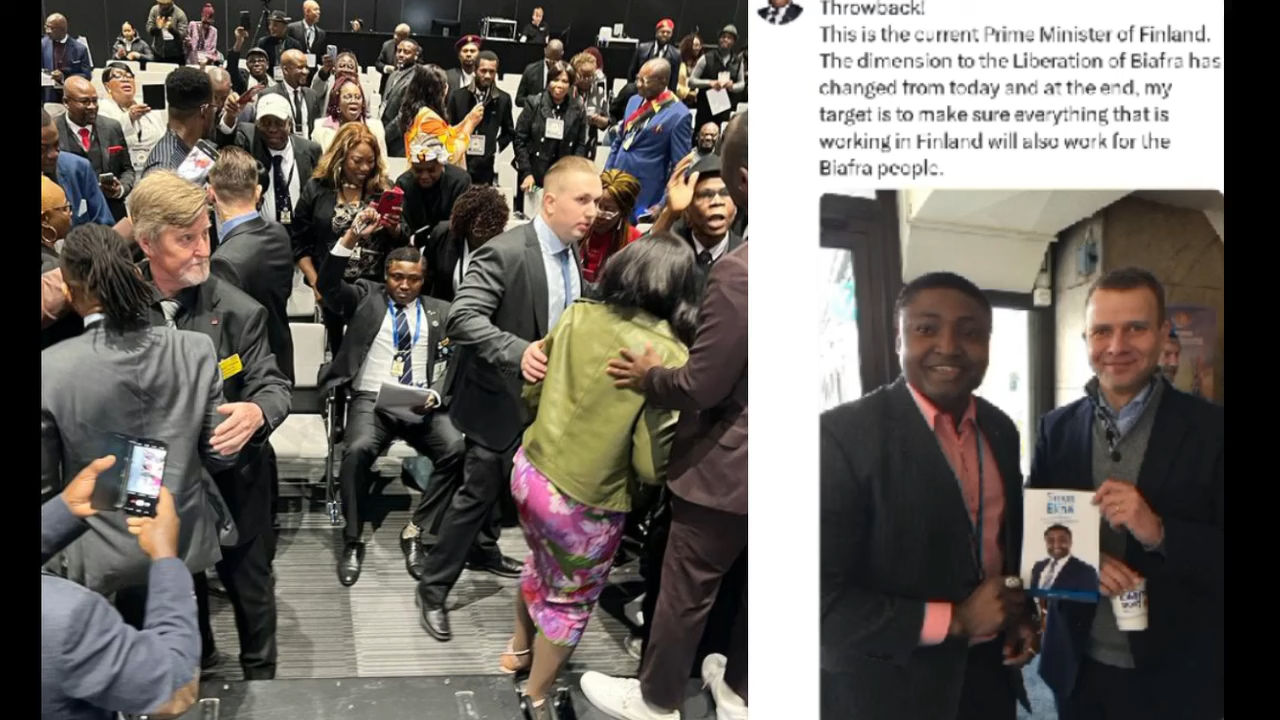 Throwback!
This is the current Prime Minister of Finland.
The dimension to the Liberation of Biafra has
changed from today and at the end, my
target is to make sure everything that is
working in Finland will also work for the
Biafra people.
Simon
Ekpa